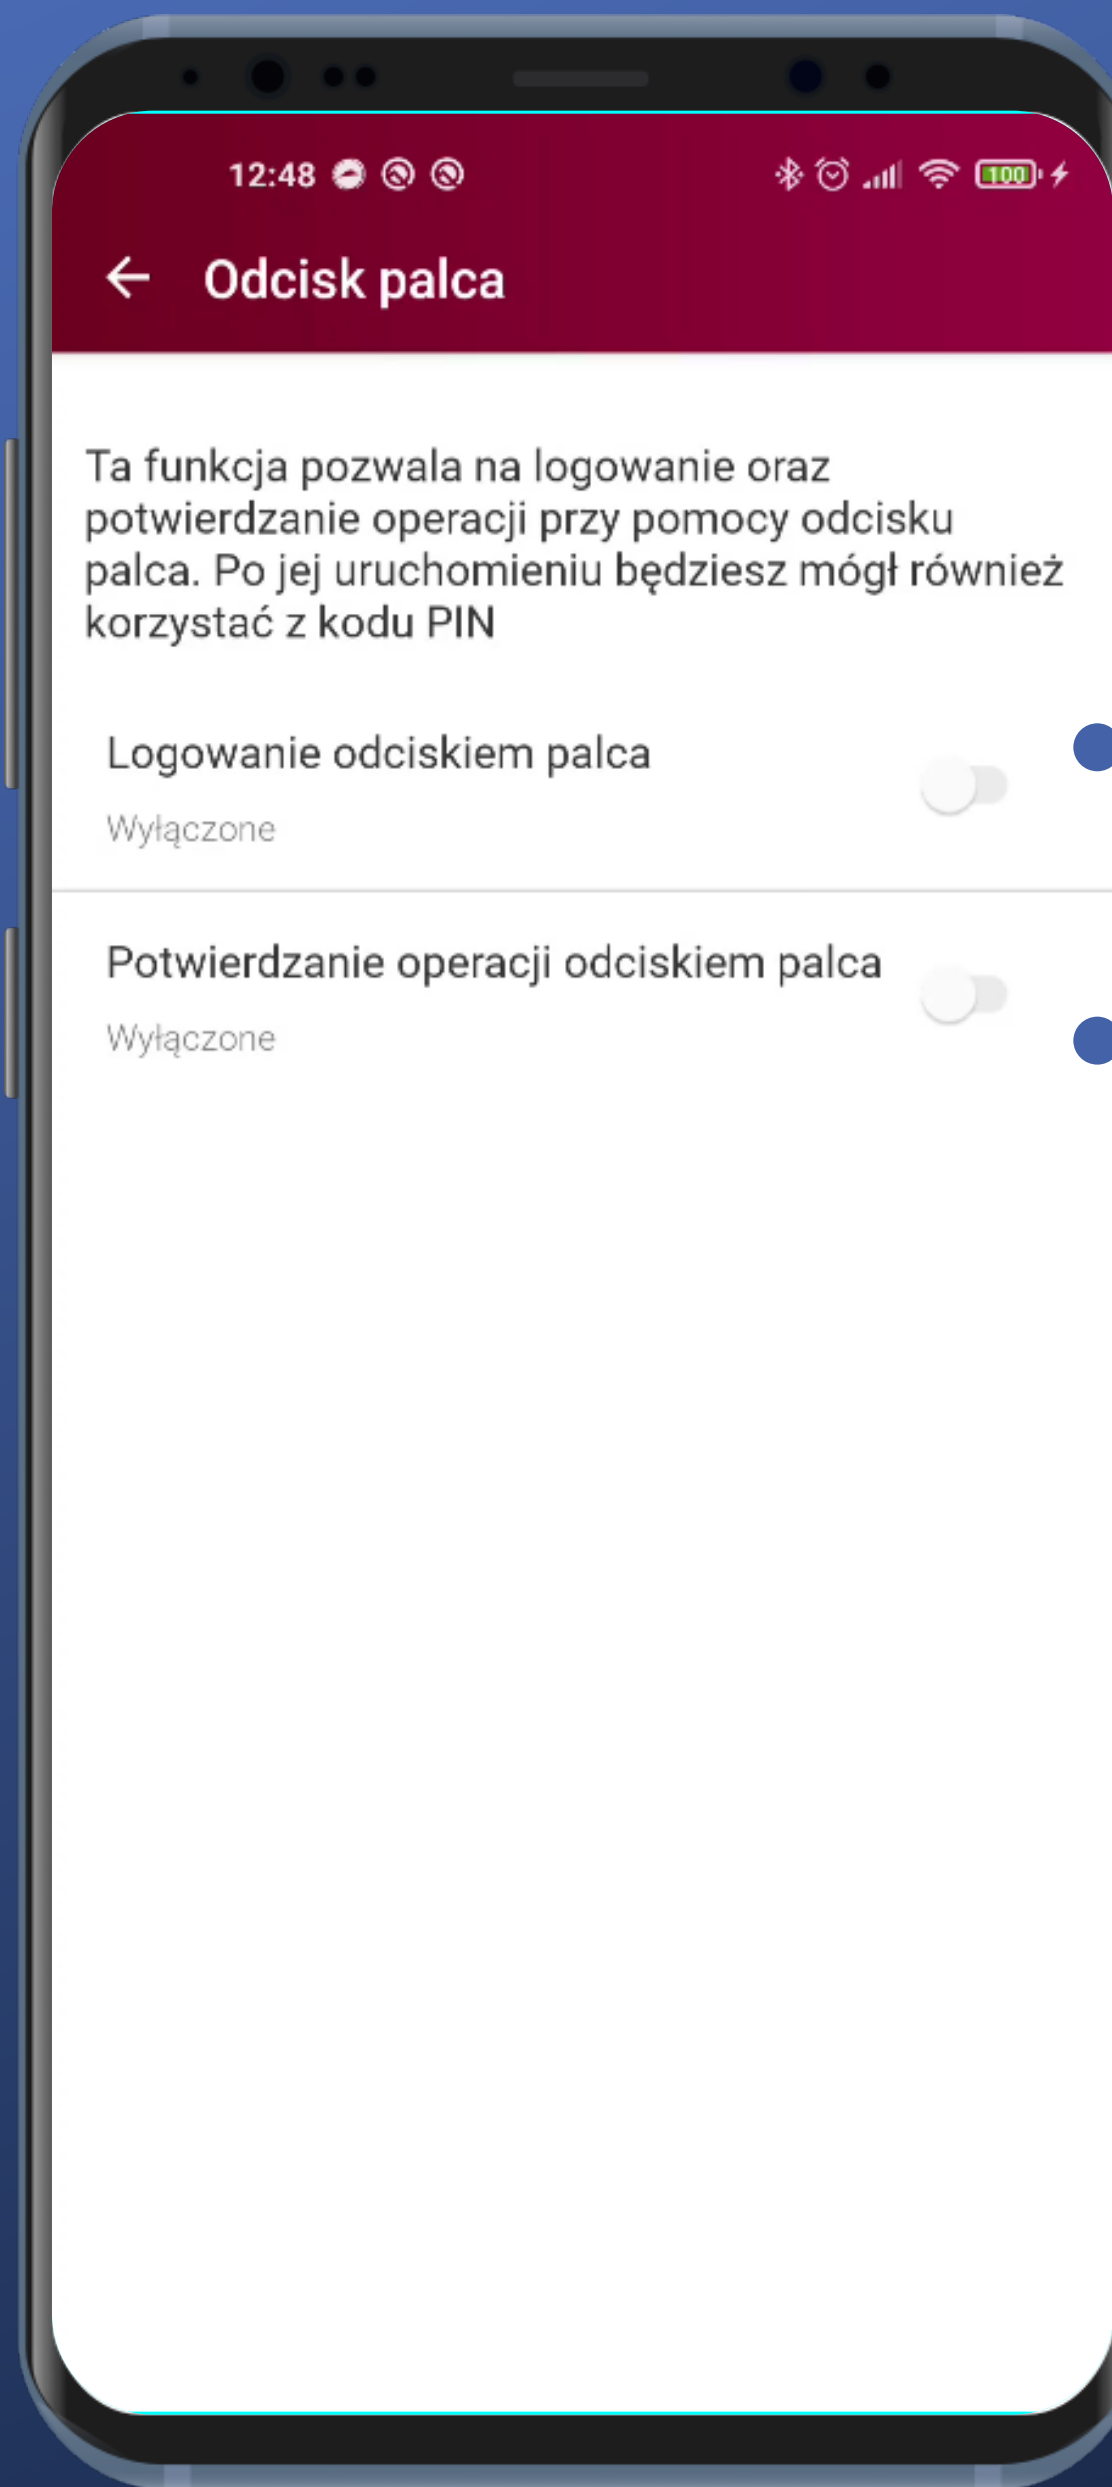 12:48
100
Odcisk palca
Ta funkcja pozwala na logowanie oraz
potwierdzanie operacji przy pomocy odcisku
palca. Po jej uruchomieniu będziesz mógł również
korzystać z kodu PIN
Logowanie odciskiem palca
Wyłączone
Potwierdzanie operacji odciskiem palca
Wyłączone